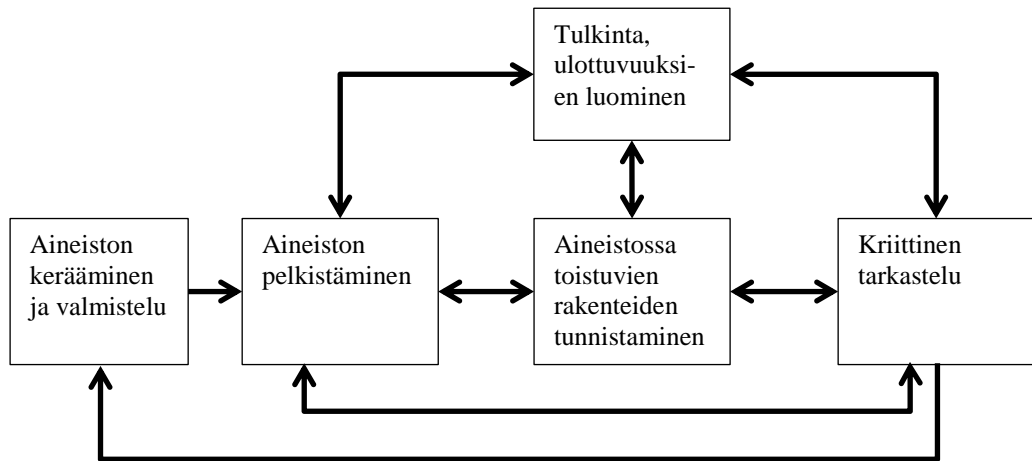 Tulkinta,
ulottuvuuksi-
en luominen
Aineiston
kerääminen
ja valmistelu
Aineiston
pelkistäminen
Aineistossa
toistuvien
rakenteiden
tunnistaminen
Kriittinen
tarkastelu